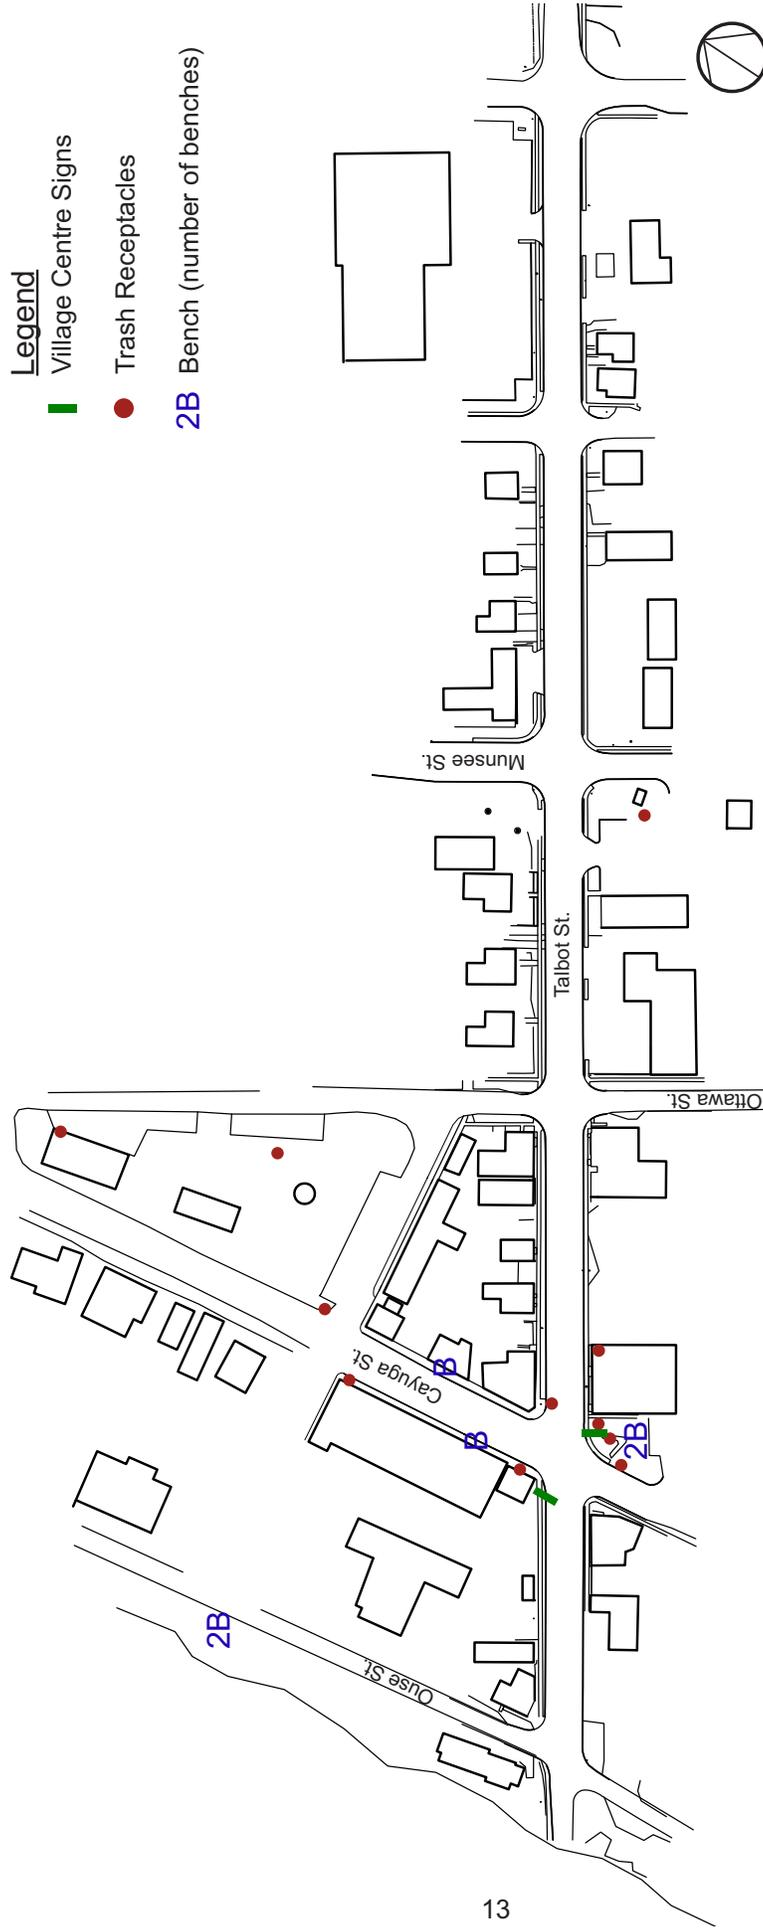 Legend
Village Centre Signs
Trash Receptacles
2B Bench (number of benches)
Munsee St.
Talbot St.
Ottawa St.
Cayuga St.
B
B
2B
2B
Ouse St.
13